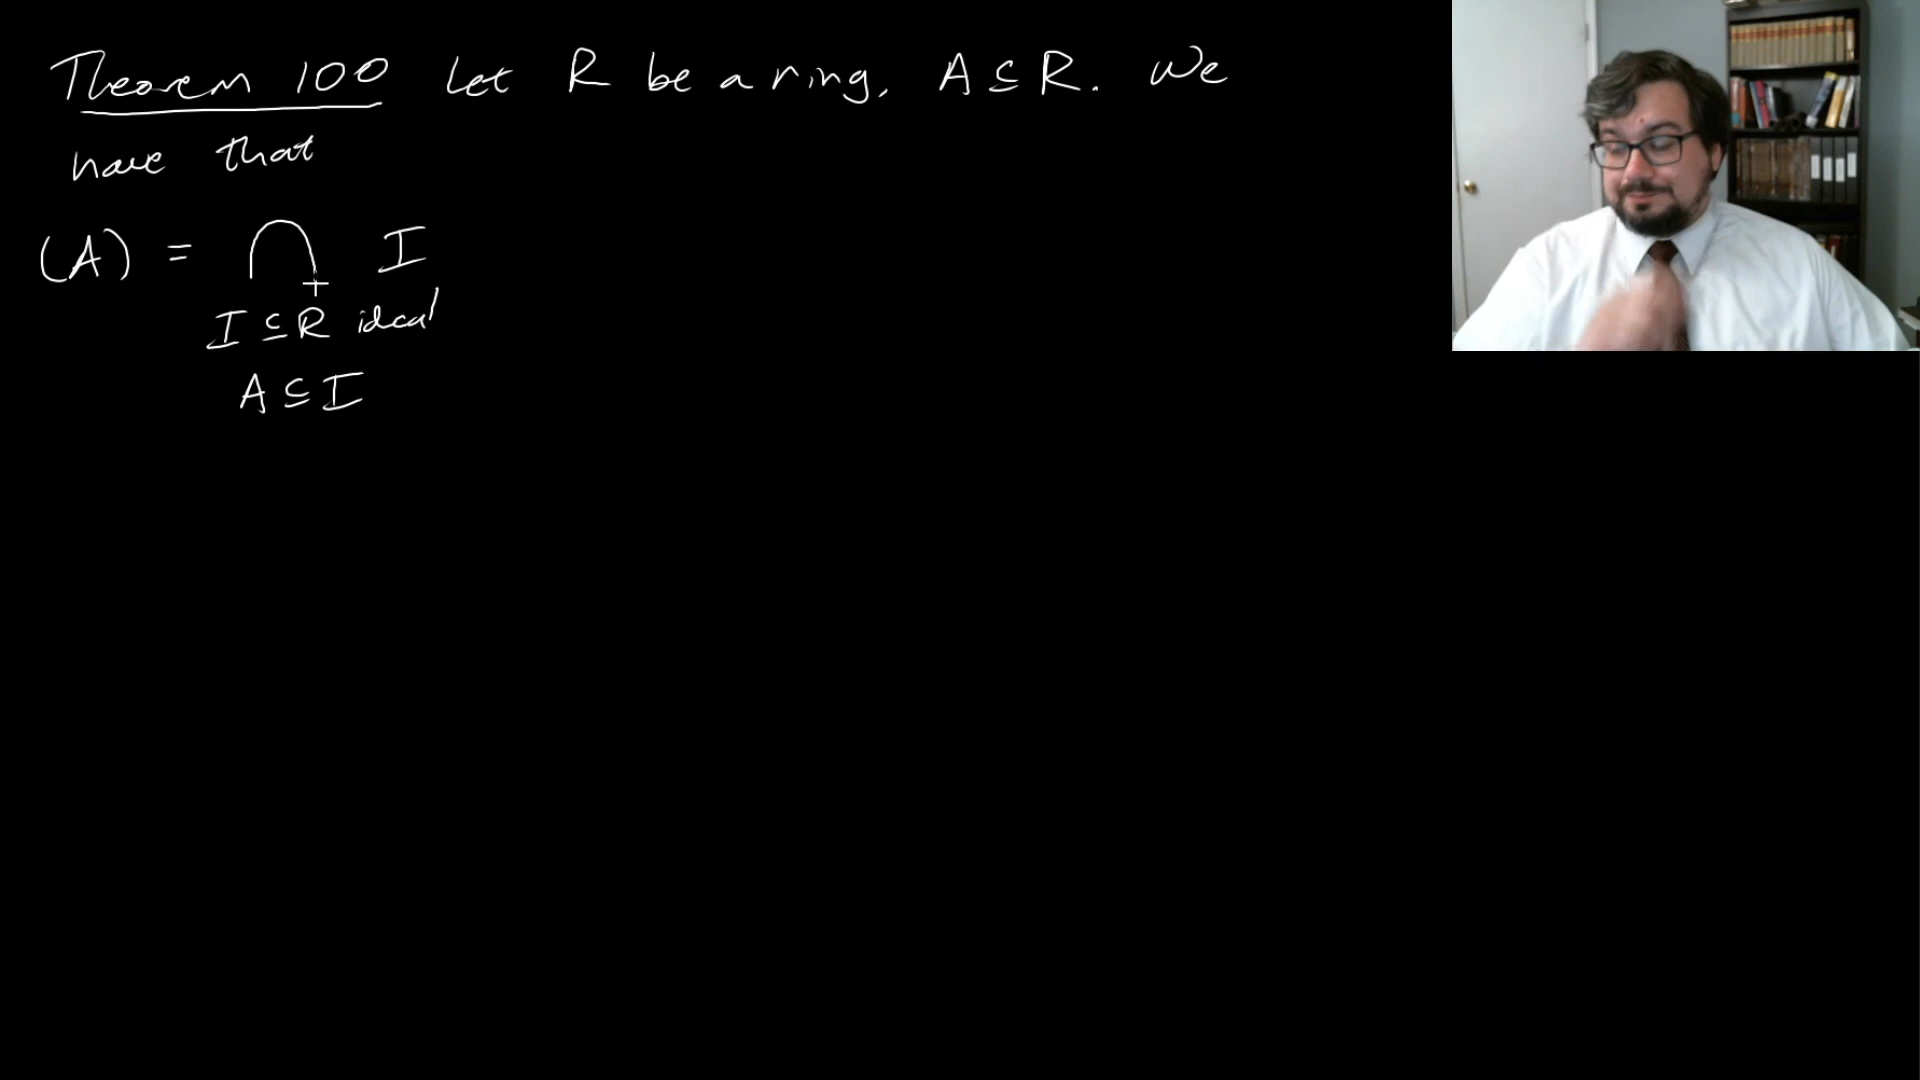 Theorem 100 Let R be a ring, A ⊆ R. We
have that
(A) = ⋂ I
I ⊆ R ideal
A ⊆ I